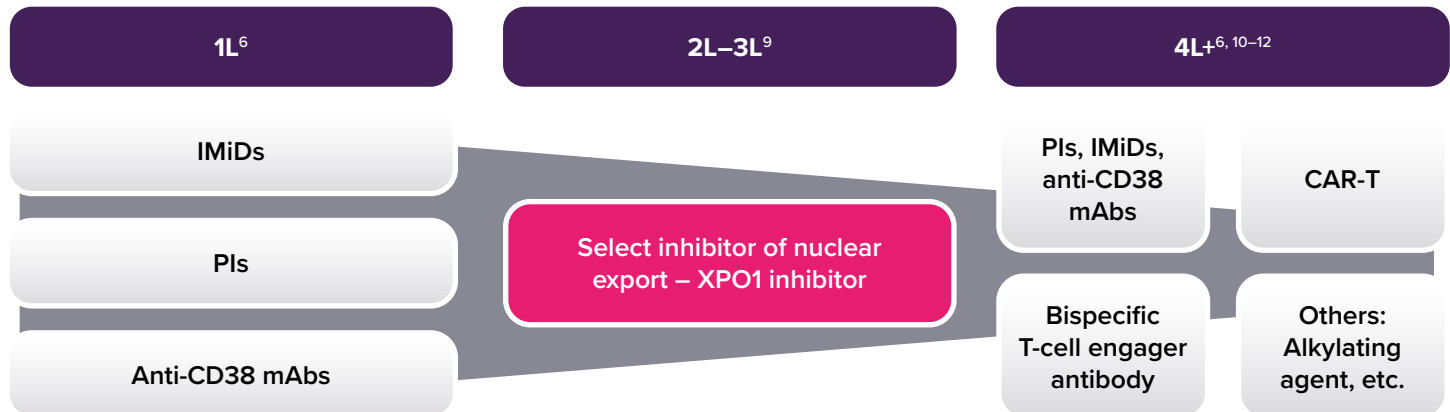 1L6
2L–3L9
4L+6, 10–12
IMiDs
PIs
Anti-CD38 mAbs
Select inhibitor of nuclear
export – XPO1 inhibitor
PIs, IMiDs,
anti-CD38
mAbs
CAR-T
Bispecific
T-cell engager
antibody
Others:
Alkylating
agent, etc.